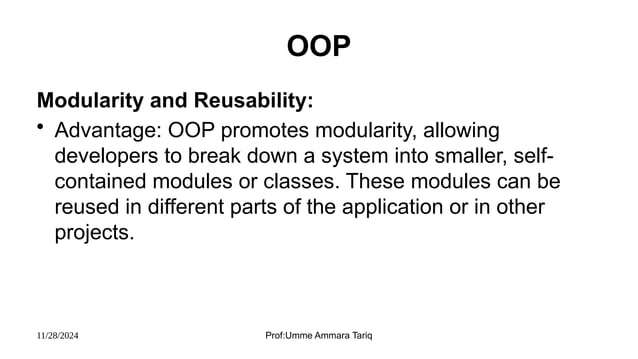 OOP
Modularity and Reusability:
• Advantage: OOP promotes modularity, allowing
developers to break down a system into smaller, self-
contained modules or classes. These modules can be
reused in different parts of the application or in other
projects.
11/28/2024
Prof:Umme Ammara Tariq